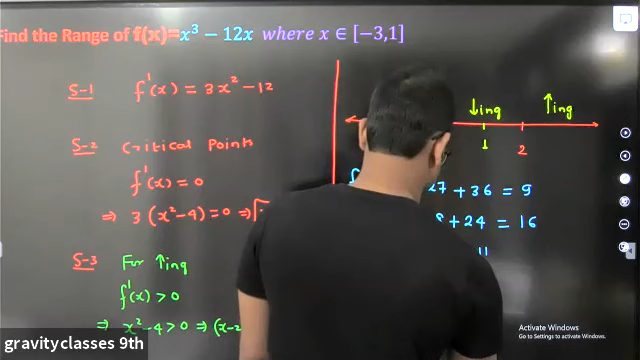 Find the Range of f(x)=x³ − 12x where x ∈ [−3,1]
S-1 f'(x) = 3x² − 12
↓ing ↑ing
1 2
S-2 Critical Points
f'(x) = 0
27 + 36 = 9
⇒ 3(x²−4) = 0 ⇒
+ 24 = 16
S-3 For ↑ing
11
f'(x) > 0
⇒ x²−4 > 0 ⇒ (x−2
gravityclasses 9th
Activate Windows
Go to Settings to activate Windows.